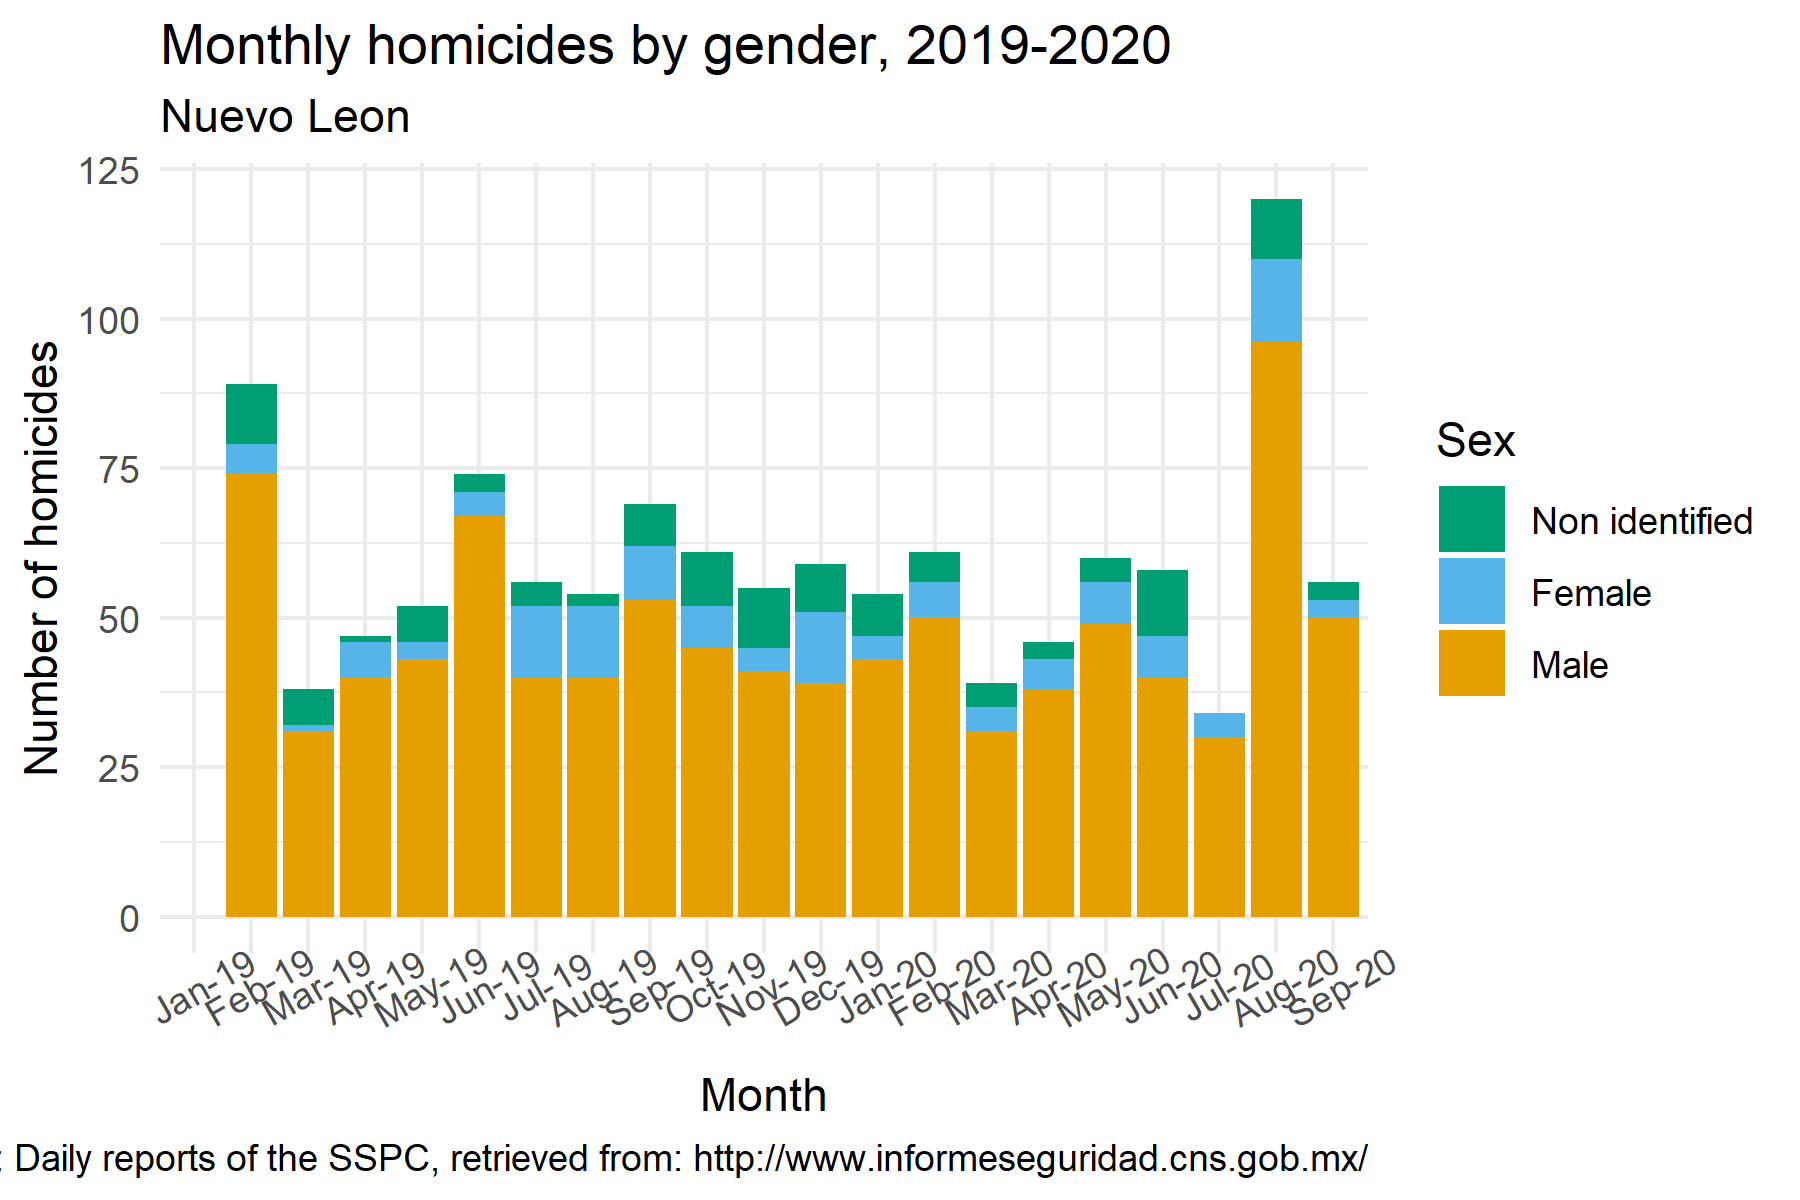 Monthly homicides by gender, 2019-2020
Nuevo Leon
125
100
75
50
25
0
Number of homicides
Jan-19
Feb-19
Mar-19
Apr-19
May-19
Jun-19
Jul-19
Aug-19
Sep-19
Oct-19
Nov-19
Dec-19
Jan-20
Feb-20
Mar-20
Apr-20
May-20
Jun-20
Jul-20
Aug-20
Sep-20
Month
Sex
Non identified
Female
Male
: Daily reports of the SSPC, retrieved from: http://www.informeseguridad.cns.gob.mx/